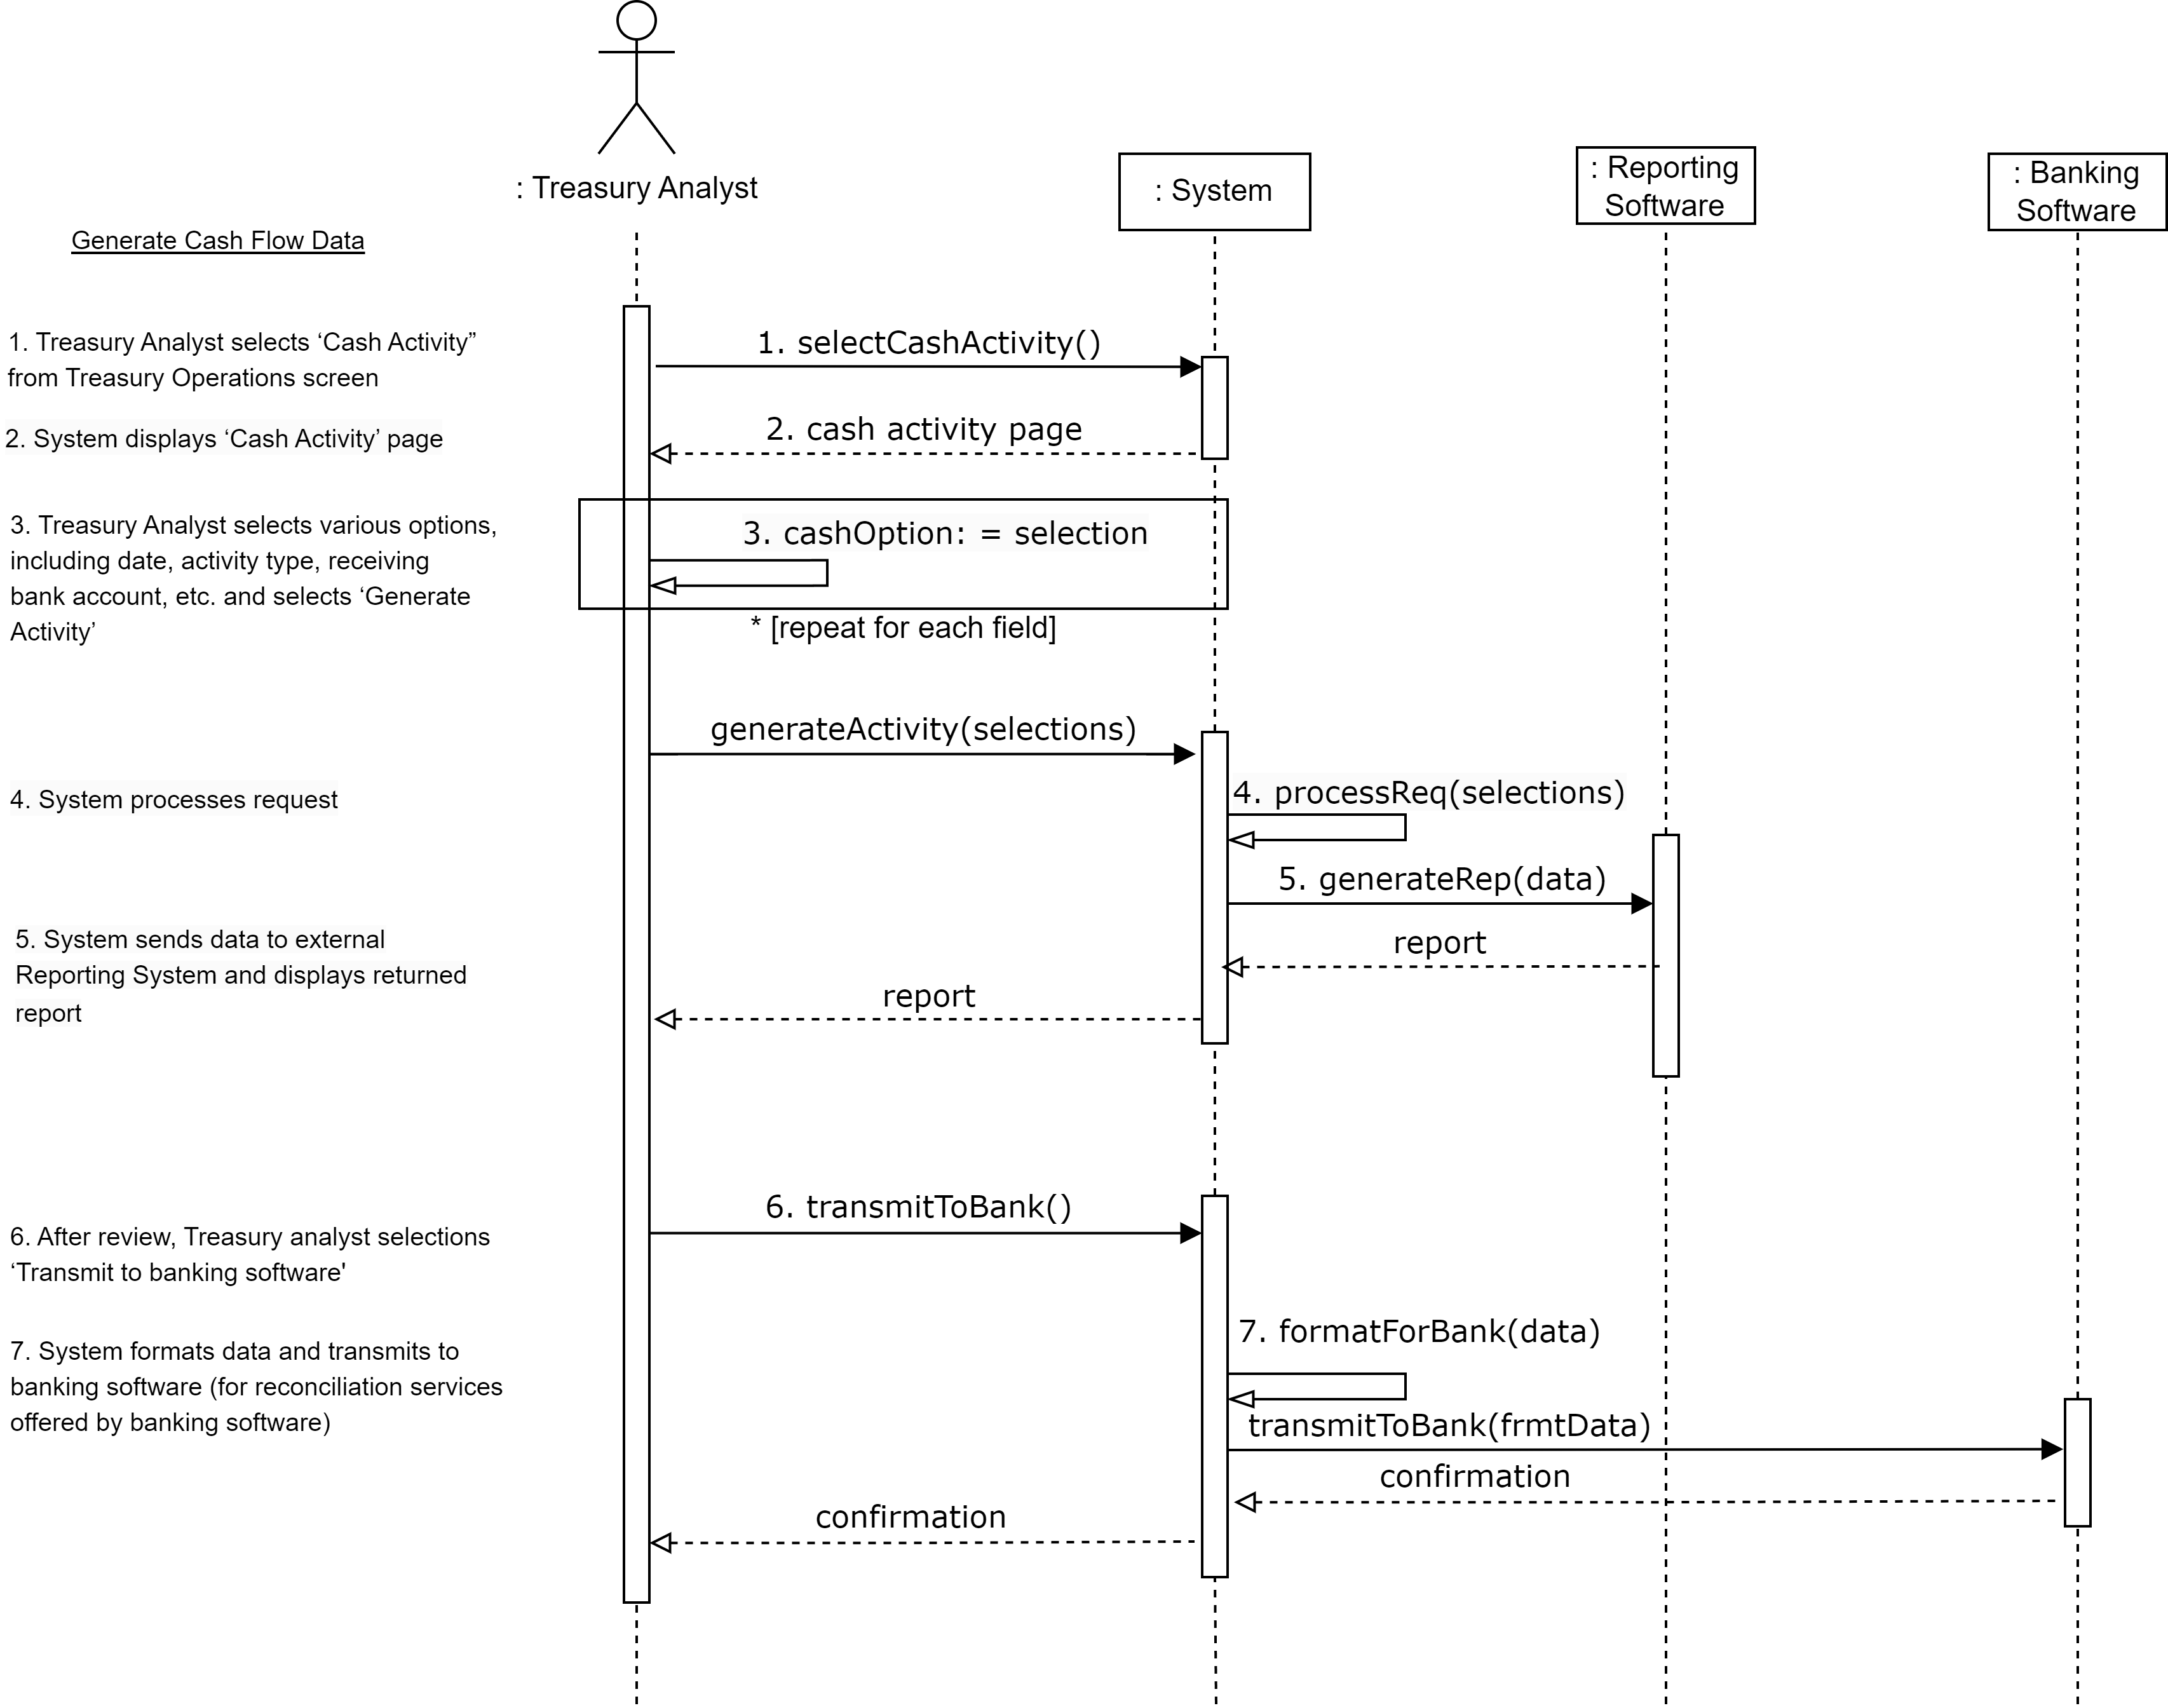 : Treasury Analyst
: System
: Reporting
Software
: Banking
Software
Generate Cash Flow Data
1. Treasury Analyst selects ‘Cash Activity”
from Treasury Operations screen
1. selectCashActivity()
2. System displays ‘Cash Activity’ page
2. cash activity page
3. Treasury Analyst selects various options,
including date, activity type, receiving
bank account, etc. and selects ‘Generate
Activity’
3. cashOption: = selection
* [repeat for each field]
generateActivity(selections)
4. System processes request
4. processReq(selections)
5. generateRep(data)
5. System sends data to external
Reporting System and displays returned
report
report
report
6. transmitToBank()
6. After review, Treasury analyst selections
‘Transmit to banking software'
7. System formats data and transmits to
banking software (for reconciliation services
offered by banking software)
7. formatForBank(data)
transmitToBank(frmtData)
confirmation
confirmation